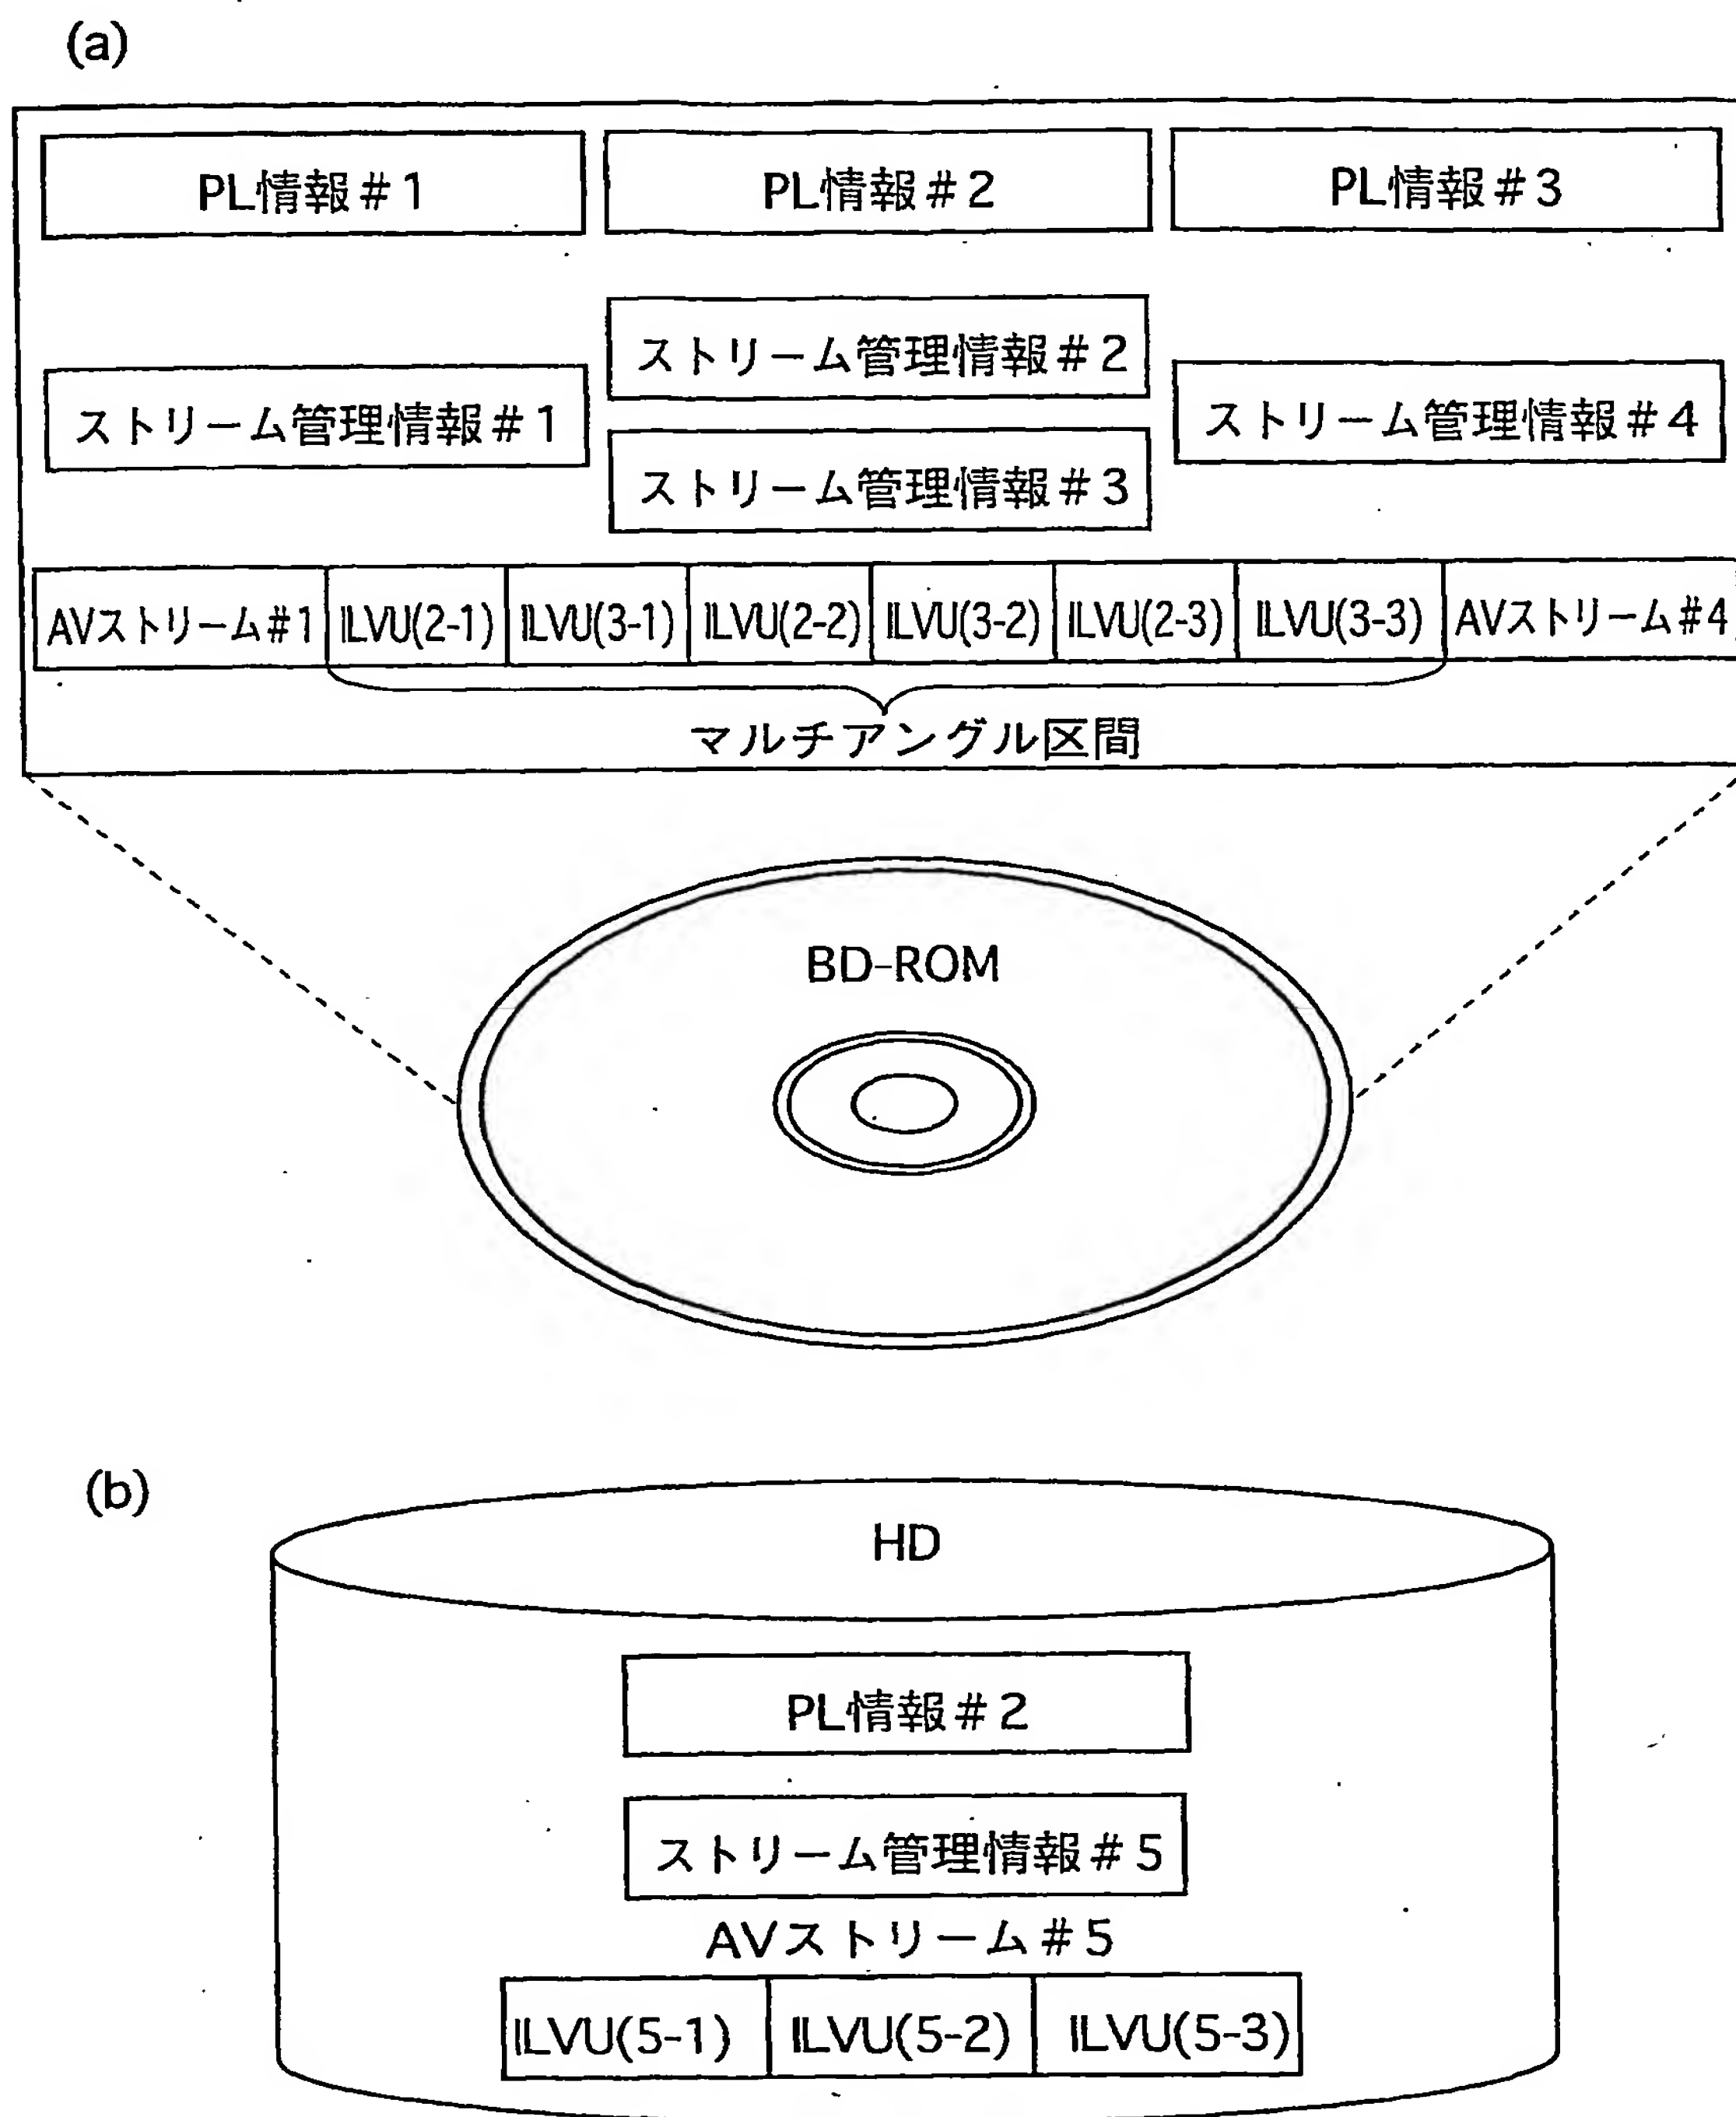 (a)
PL情報#1 PL情報#2 PL情報#3
ストリーム管理情報#2
ストリーム管理情報#1 ストリーム管理情報#4
ストリーム管理情報#3
AVストリーム#1 ILVU(2-1) ILVU(3-1) ILVU(2-2) ILVU(3-2) ILVU(2-3) ILVU(3-3) AVストリーム#4
マルチアングル区間
BD-ROM
(b)
HD
PL情報#2
ストリーム管理情報#5
AVストリーム#5
ILVU(5-1) ILVU(5-2) ILVU(5-3)